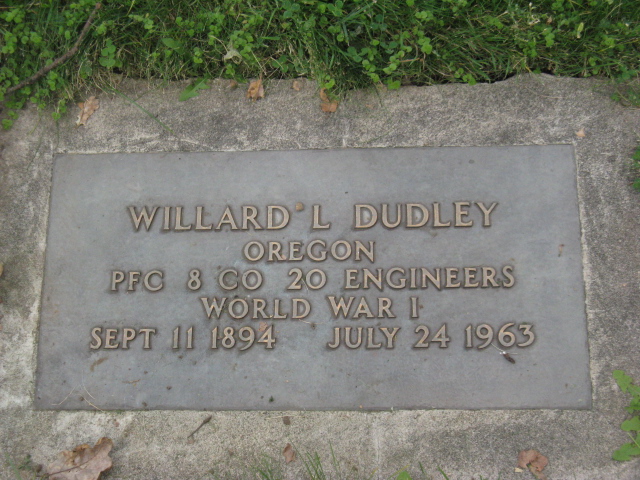 WILLARD L DUDLEY
OREGON
PFC 8 CO 20 ENGINEERS
WORLD WAR I
SEPT 11 1894 JULY 24 1963